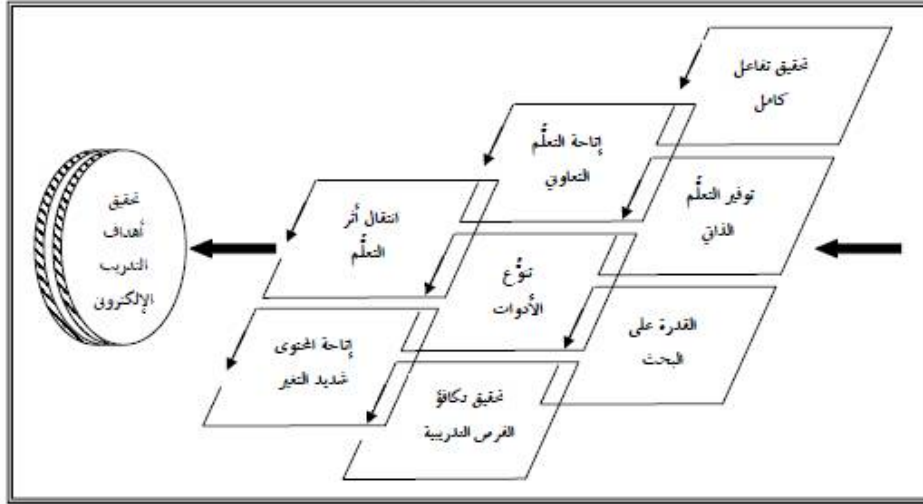 تحقيق تفاعل
كامل
توفير التعلُّم
الذاتي
القدرة على
البحث
إتاحة التعلُّم
التعاوني
تنوُّع
الأدوات
تحقيق تكافؤ
الفرص التدريبية
انتقال أثر
التعلُّم
إتاحة المحتوى
شديد التغير
تحقيق
أهداف
التدريب
الإلكترونى